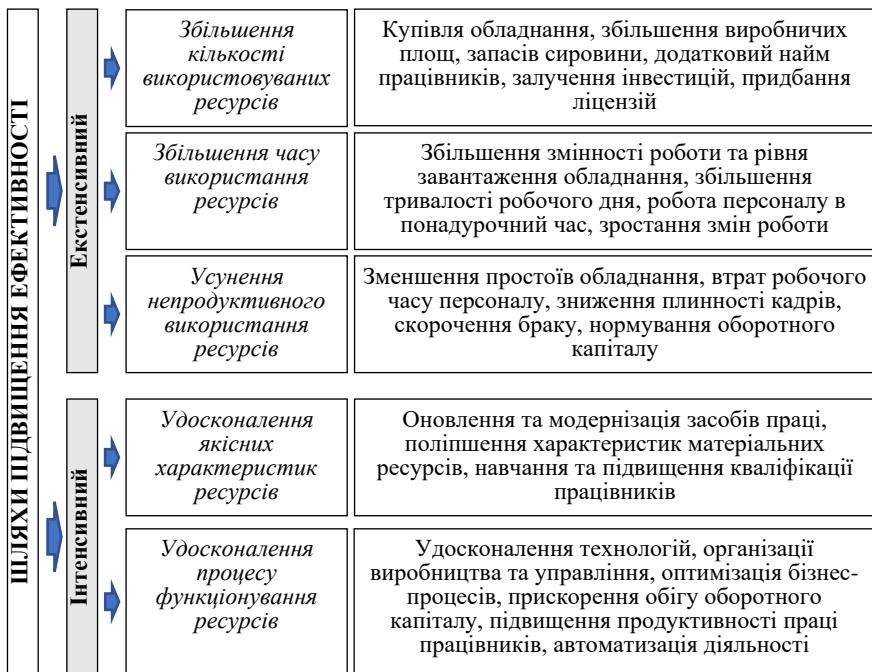 ШЛЯХИ ПІДВИЩЕННЯ ЕФЕКТИВНОСТІ
Екстенсивний
Збільшення
кількості
використовуваних
ресурсів
Купівля обладнання, збільшення виробничих
площ, запасів сировини, додатковий найм
працівників, залучення інвестицій, придбання
ліцензій
Збільшення часу
використання
ресурсів
Збільшення змінності роботи та рівня
завантаження обладнання, збільшення
тривалості робочого дня, робота персоналу в
понадурочний час, зростання змін роботи
Усунення
непродуктивного
використання
ресурсів
Зменшення простоїв обладнання, втрат робочого
часу персоналу, зниження плинності кадрів,
скорочення браку, нормування оборотного
капіталу
Інтенсивний
Удосконалення
якісних
характеристик
ресурсів
Оновлення та модернізація засобів праці,
поліпшення характеристик матеріальних
ресурсів, навчання та підвищення кваліфікації
працівників
Удосконалення
процесу
функціонування
ресурсів
Удосконалення технологій, організації
виробництва та управління, оптимізація бізнес-
процесів, прискорення обігу оборотного
капіталу, підвищення продуктивності праці
працівників, автоматизація діяльності